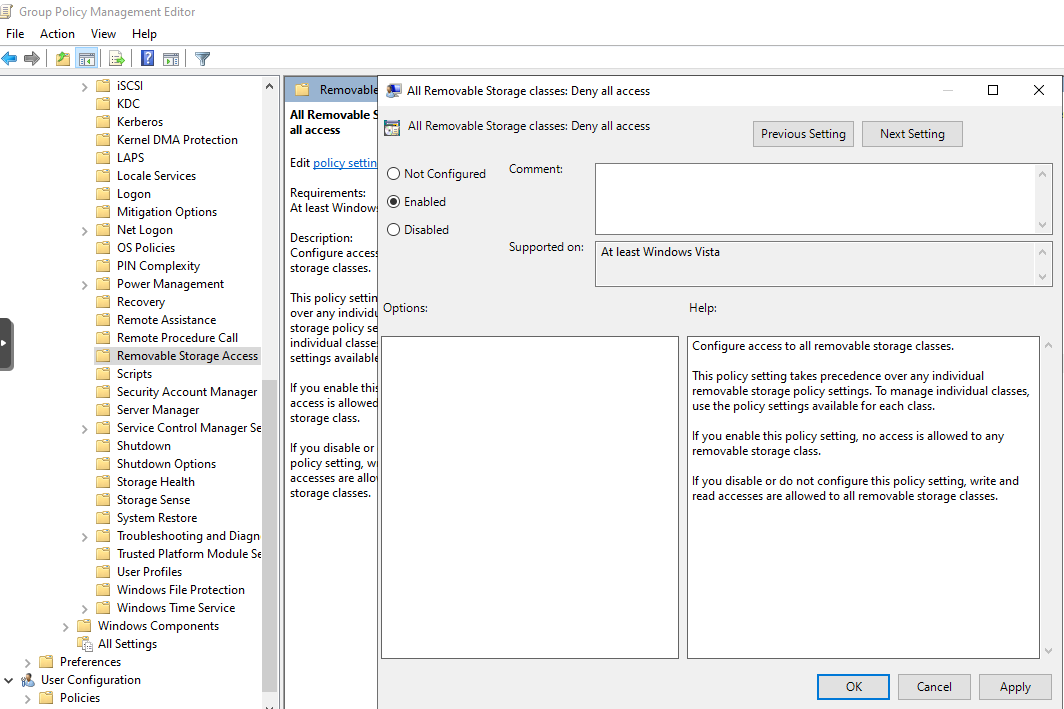 Group Policy Management Editor
File Action View Help
iSCSI
KDC
Kerberos
Kernel DMA Protection
LAPS
Locale Services
Logon
Mitigation Options
Net Logon
OS Policies
PIN Complexity
Power Management
Recovery
Remote Assistance
Remote Procedure Call
Removable Storage Access
Scripts
Security Account Manager
Server Manager
Service Control Manager Se
Shutdown
Shutdown Options
Storage Health
Storage Sense
System Restore
Troubleshooting and Diagn
Trusted Platform Module Se
User Profiles
Windows File Protection
Windows Time Service
Windows Components
All Settings
Preferences
User Configuration
Policies
Removable
All Removable S
all access
Edit policy settin
Requirements:
At least Windows
Description:
Configure access
storage classes.
This policy settin
over any individu
storage policy se
individual classe
settings available
If you enable this
access is allowed
storage class.
If you disable or
policy setting, w
accesses are allo
storage classes.
All Removable Storage classes: Deny all access
All Removable Storage classes: Deny all access
Previous Setting
Next Setting
Not Configured
Enabled
Disabled
Comment:
Supported on:
At least Windows Vista
Options:
Help:
Configure access to all removable storage classes.
This policy setting takes precedence over any individual
removable storage policy settings. To manage individual classes,
use the policy settings available for each class.
If you enable this policy setting, no access is allowed to any
removable storage class.
If you disable or do not configure this policy setting, write and
read accesses are allowed to all removable storage classes.
OK
Cancel
Apply